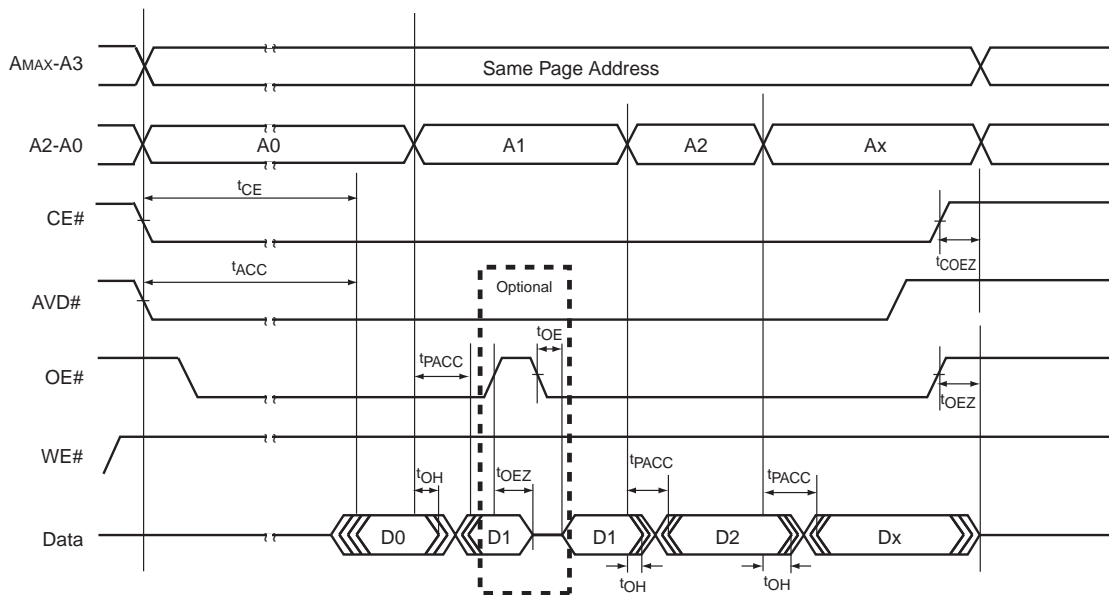 AMAX-A3
Same Page Address
A2-A0
A0
A1
A2
Ax
tCE
CE#
tCOEZ
tACC
Optional
AVD#
tOE
tPACC
OE#
tOEZ
WE#
tOH
tOEZ
tPACC
tPACC
Data
D0
D1
D1
D2
Dx
tOH
tOH